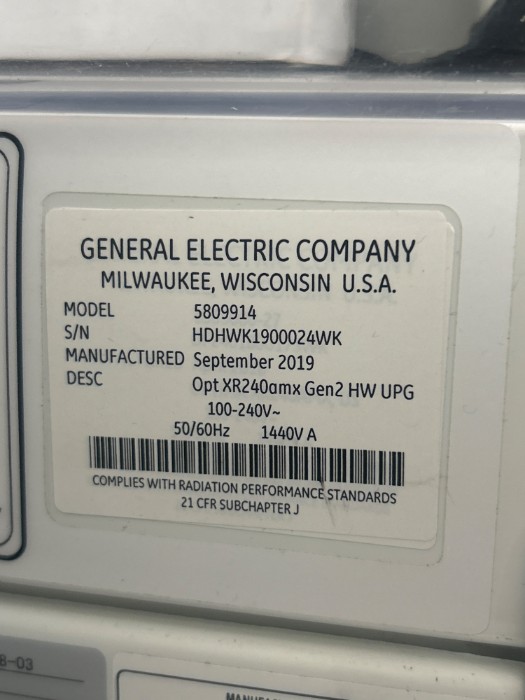 GENERAL ELECTRIC COMPANY
MILWAUKEE, WISCONSIN U.S.A.
MODEL 5809914
S/N HDHWK1900024WK
MANUFACTURED September 2019
DESC Opt XR240amx Gen2 HW UPG
100-240V~
50/60Hz 1440V A
COMPLIES WITH RADIATION PERFORMANCE STANDARDS
21 CFR SUBCHAPTER J